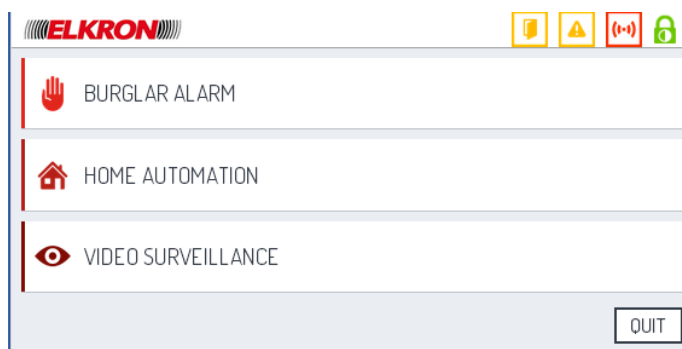 ELKRON
BURGLAR ALARM
HOME AUTOMATION
VIDEO SURVEILLANCE
QUIT